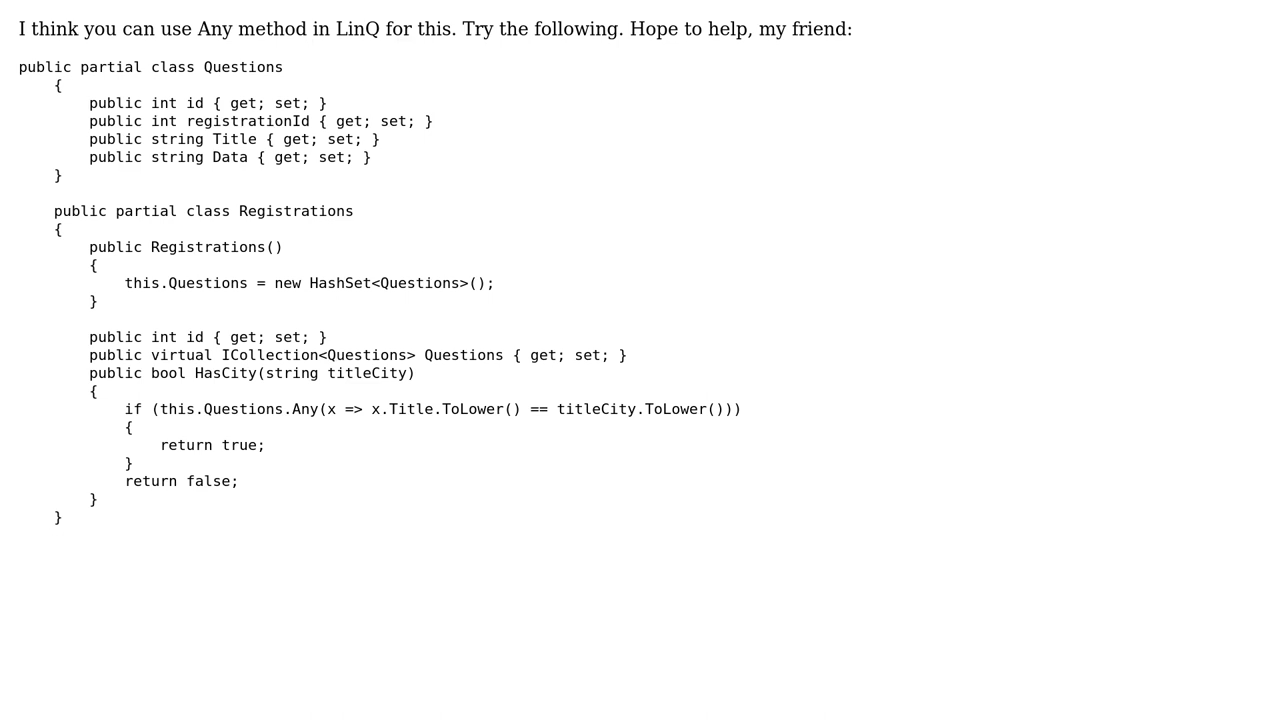 I think you can use Any method in LinQ for this. Try the following. Hope to help, my friend:
public partial class Questions
    {
        public int id { get; set; }
        public int registrationId { get; set; }
        public string Title { get; set; }
        public string Data { get; set; }
    }

    public partial class Registrations
    {
        public Registrations()
        {
            this.Questions = new HashSet<Questions>();
        }

        public int id { get; set; }
        public virtual ICollection<Questions> Questions { get; set; }
        public bool HasCity(string titleCity)
        {
            if (this.Questions.Any(x => x.Title.ToLower() == titleCity.ToLower()))
            {
                return true;
            }
            return false;
        }
    }